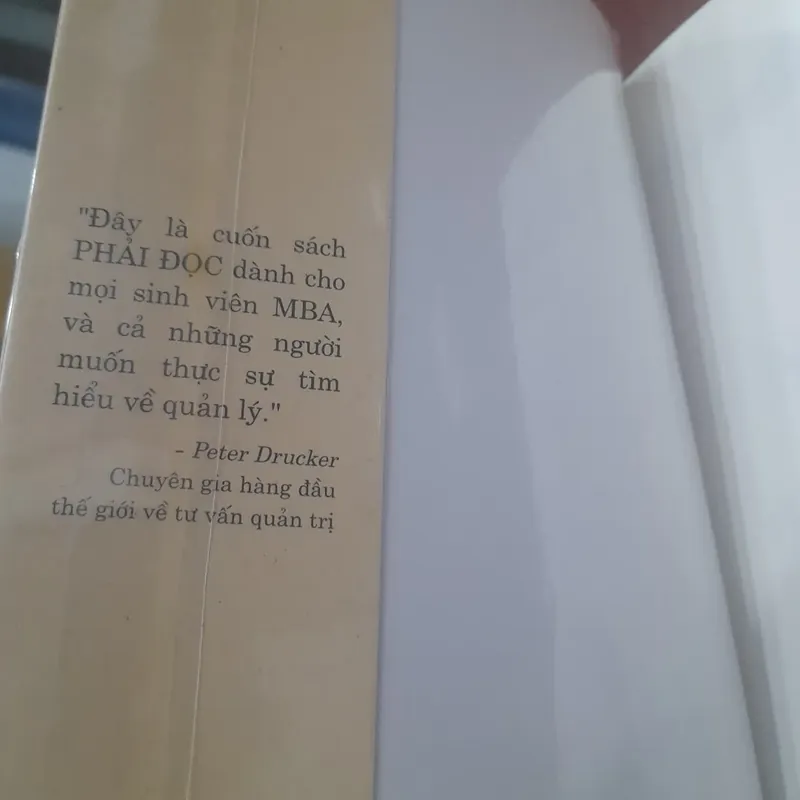 "Đây là cuốn sách
PHẢI ĐỌC dành cho
mọi sinh viên MBA,
và cả những người
muốn thực sự tìm
hiểu về quản lý."
- Peter Drucker
Chuyên gia hàng đầu
thế giới về tư vấn quản trị